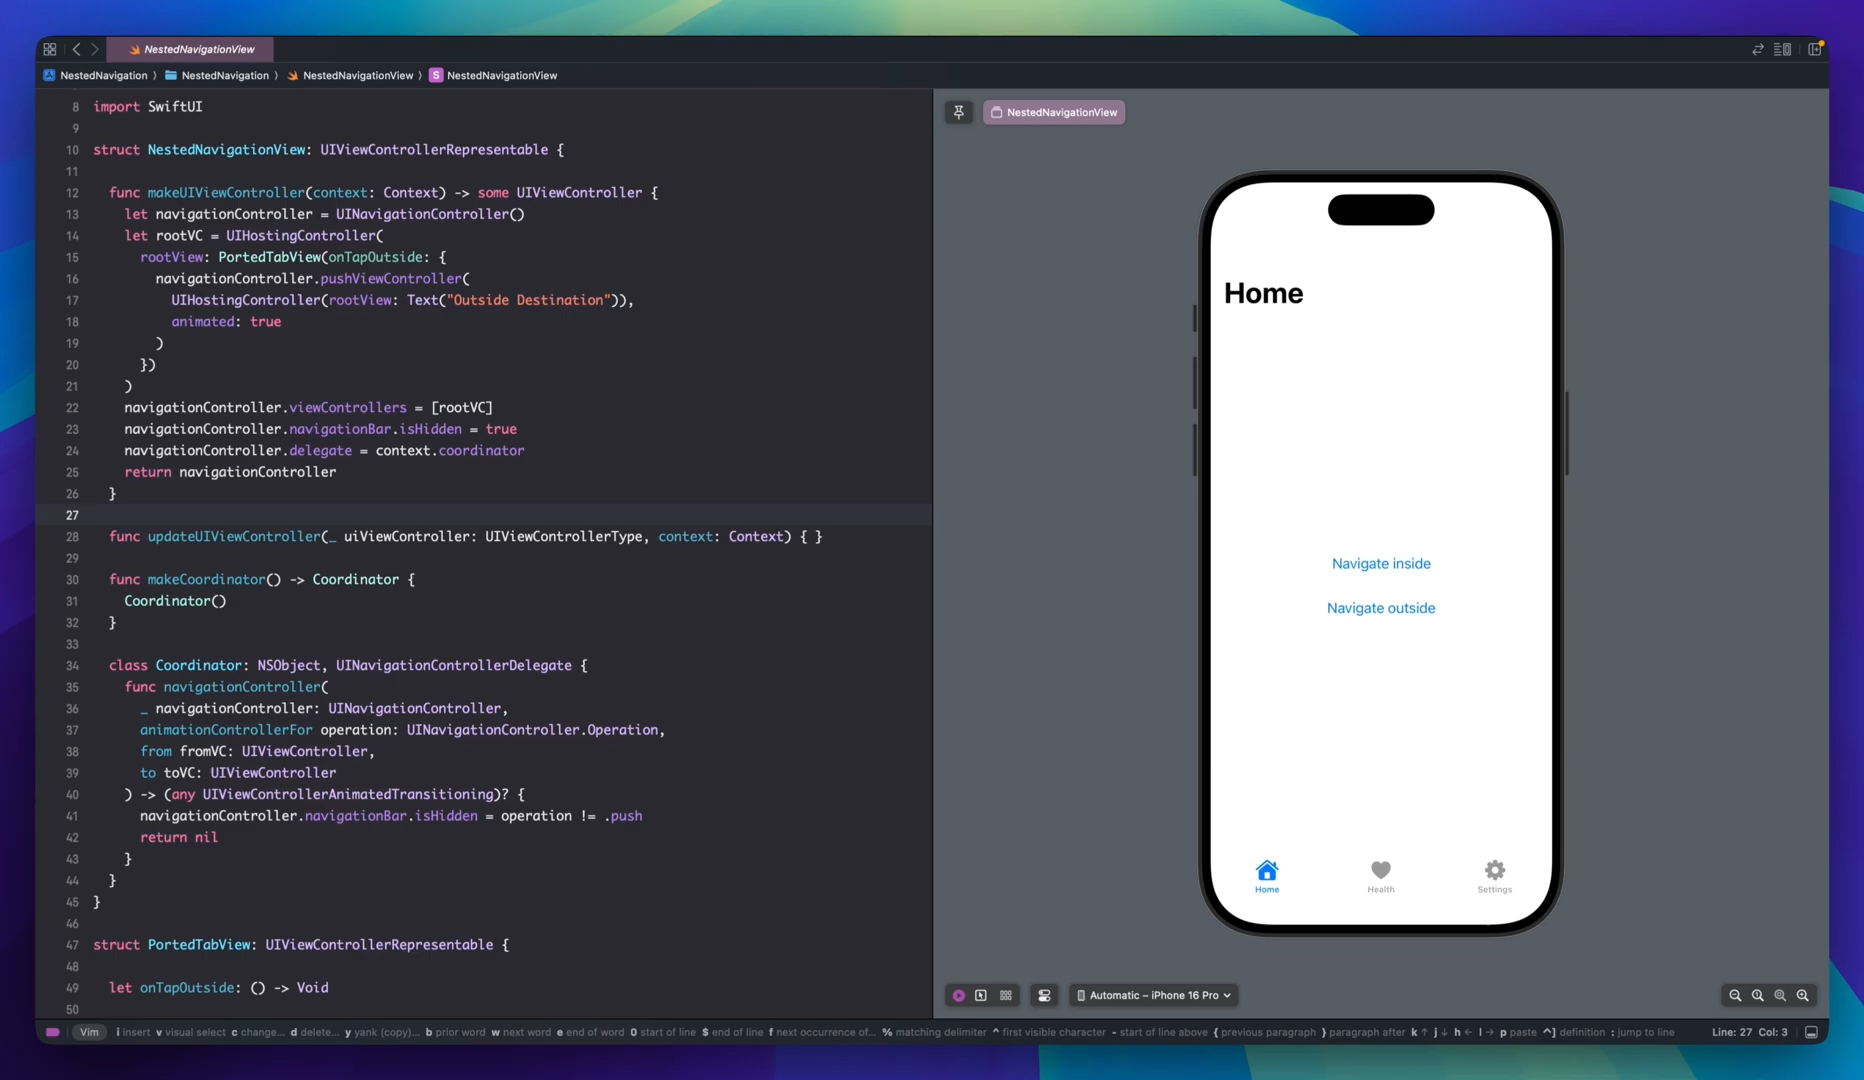 NestedNavigationView
NestedNavigation 〉 NestedNavigation 〉 NestedNavigationView 〉 S NestedNavigationView
8 import SwiftUI
9
10 struct NestedNavigationView: UIViewControllerRepresentable {
11
12 func makeUIViewController(context: Context) -> some UIViewController {
13 let navigationController = UINavigationController()
14 let rootVC = UIHostingController(
15 rootView: PortedTabView(onTapOutside: {
16 navigationController.pushViewController(
17 UIHostingController(rootView: Text("Outside Destination")),
18 animated: true
19 )
20 })
21 )
22 navigationController.viewControllers = [rootVC]
23 navigationController.navigationBar.isHidden = true
24 navigationController.delegate = context.coordinator
25 return navigationController
26 }
27
28 func updateUIViewController(_ uiViewController: UIViewControllerType, context: Context) { }
29
30 func makeCoordinator() -> Coordinator {
31 Coordinator()
32 }
33
34 class Coordinator: NSObject, UINavigationControllerDelegate {
35 func navigationController(
36 _ navigationController: UINavigationController,
37 animationControllerFor operation: UINavigationController.Operation,
38 from fromVC: UIViewController,
39 to toVC: UIViewController
40 ) -> (any UIViewControllerAnimatedTransitioning)? {
41 navigationController.navigationBar.isHidden = operation != .push
42 return nil
43 }
44 }
45 }
46
47 struct PortedTabView: UIViewControllerRepresentable {
48
49 let onTapOutside: () -> Void
50
NestedNavigationView
Home
Navigate inside
Navigate outside
Home Health Settings
Automatic – iPhone 16 Pro
Vim i insert v visual select c change... d delete... y yank (copy)... b prior word w next word e end of word 0 start of line $ end of line f next occurrence of... % matching delimiter ^ first visible character - start of line above { previous paragraph } paragraph after k ↑ j ↓ h ← l → p paste ^] definition : jump to line Line: 27 Col: 3